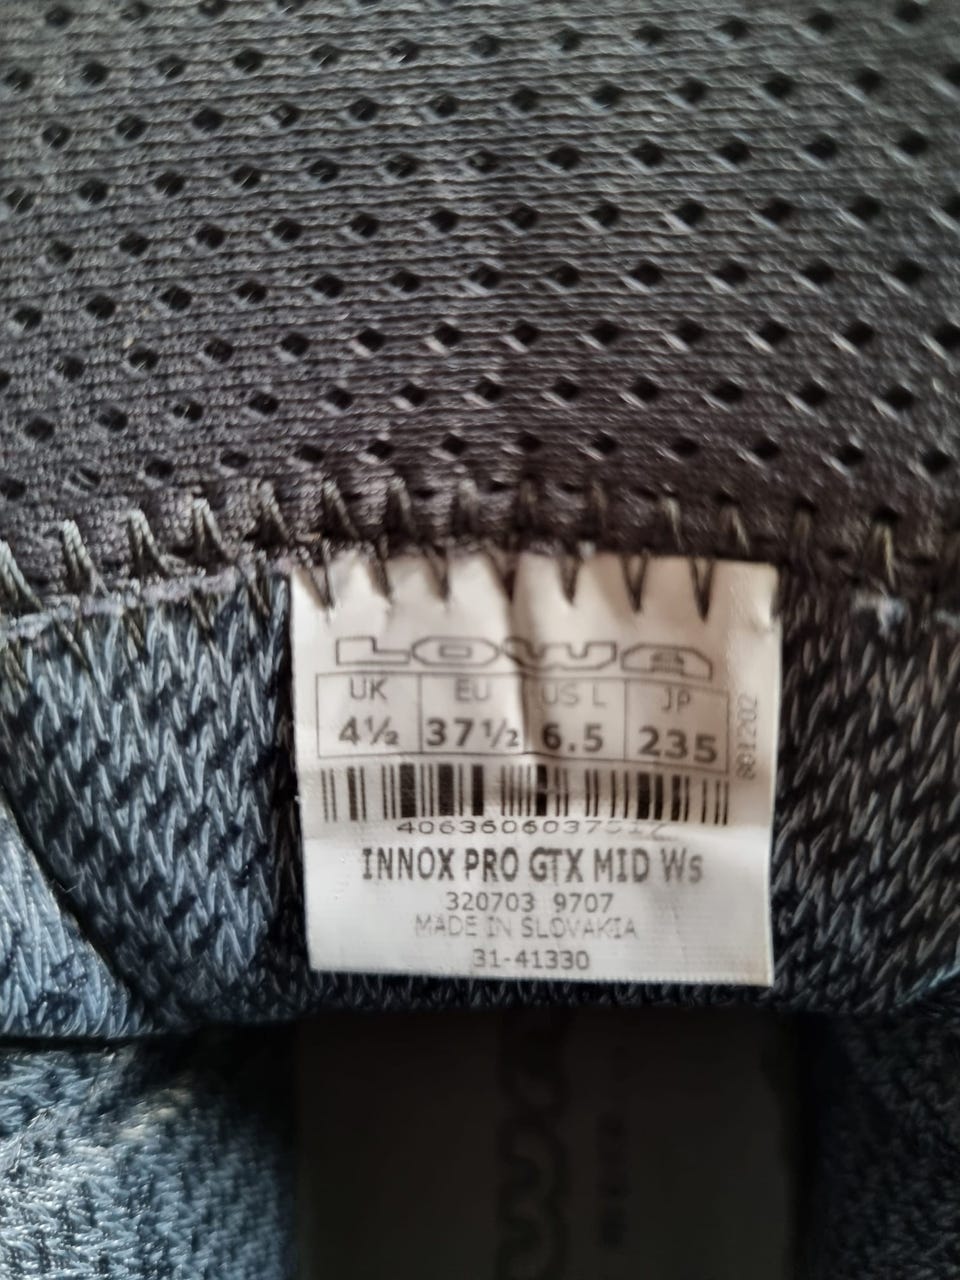 LOWA
UK EU US L JP
4½ 37½ 6.5 235
INNOX PRO GTX MID Ws
320703 9707
MADE IN SLOVAKIA
31-41330